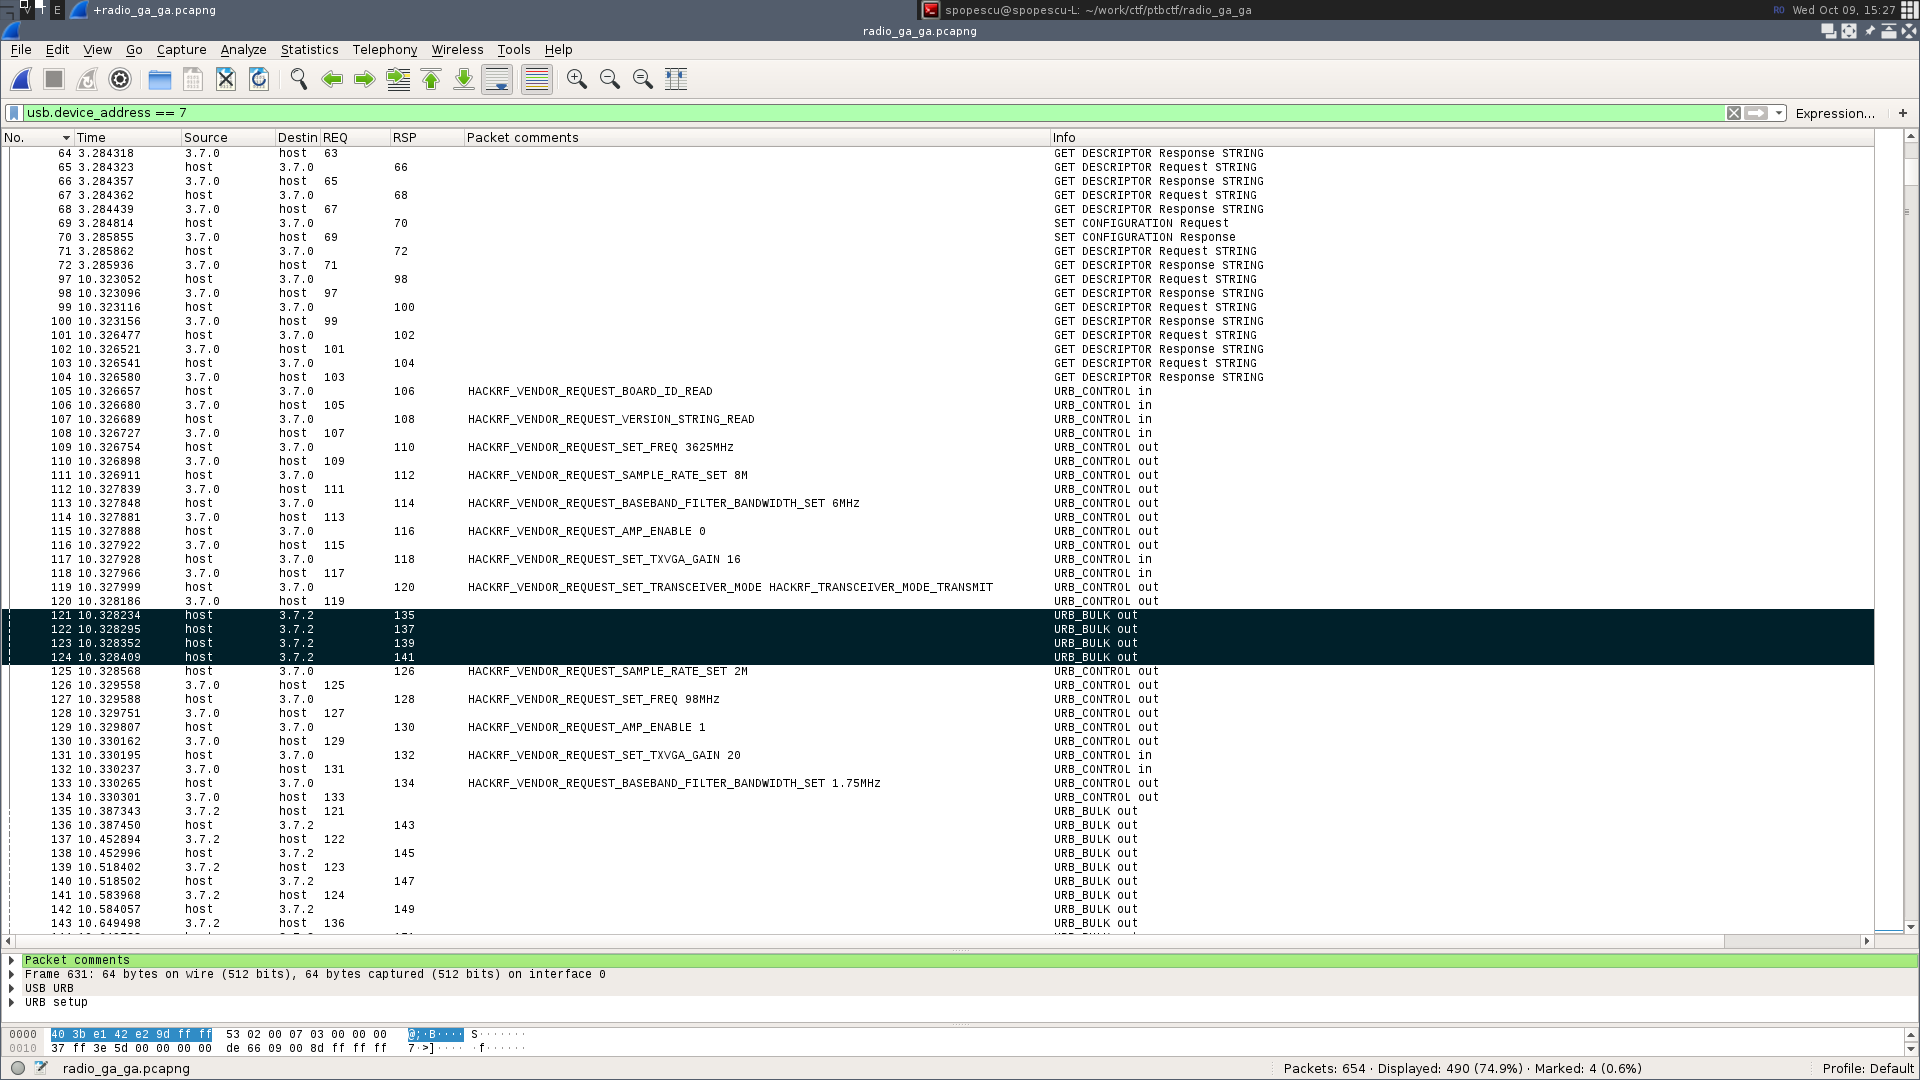 V E +radio_ga_ga.pcapng spopescu@spopescu-L: ~/work/ctf/ptbctf/radio_ga_ga RO Wed Oct 09, 15:27
radio_ga_ga.pcapng
File Edit View Go Capture Analyze Statistics Telephony Wireless Tools Help
usb.device_address == 7 Expression... +
No. Time Source Destin REQ RSP Packet comments Info
64 3.284318 3.7.0 host 63 GET DESCRIPTOR Response STRING
65 3.284323 host 3.7.0 66 GET DESCRIPTOR Request STRING
66 3.284357 3.7.0 host 65 GET DESCRIPTOR Response STRING
67 3.284362 host 3.7.0 68 GET DESCRIPTOR Request STRING
68 3.284439 3.7.0 host 67 GET DESCRIPTOR Response STRING
69 3.284814 host 3.7.0 70 SET CONFIGURATION Request
70 3.285855 3.7.0 host 69 SET CONFIGURATION Response
71 3.285862 host 3.7.0 72 GET DESCRIPTOR Request STRING
72 3.285936 3.7.0 host 71 GET DESCRIPTOR Response STRING
97 10.323052 host 3.7.0 98 GET DESCRIPTOR Request STRING
98 10.323096 3.7.0 host 97 GET DESCRIPTOR Response STRING
99 10.323116 host 3.7.0 100 GET DESCRIPTOR Request STRING
100 10.323156 3.7.0 host 99 GET DESCRIPTOR Response STRING
101 10.326477 host 3.7.0 102 GET DESCRIPTOR Request STRING
102 10.326521 3.7.0 host 101 GET DESCRIPTOR Response STRING
103 10.326541 host 3.7.0 104 GET DESCRIPTOR Request STRING
104 10.326580 3.7.0 host 103 GET DESCRIPTOR Response STRING
105 10.326657 host 3.7.0 106 HACKRF_VENDOR_REQUEST_BOARD_ID_READ URB_CONTROL in
106 10.326680 3.7.0 host 105 URB_CONTROL in
107 10.326689 host 3.7.0 108 HACKRF_VENDOR_REQUEST_VERSION_STRING_READ URB_CONTROL in
108 10.326727 3.7.0 host 107 URB_CONTROL in
109 10.326754 host 3.7.0 110 HACKRF_VENDOR_REQUEST_SET_FREQ 3625MHz URB_CONTROL out
110 10.326898 3.7.0 host 109 URB_CONTROL out
111 10.326911 host 3.7.0 112 HACKRF_VENDOR_REQUEST_SAMPLE_RATE_SET 8M URB_CONTROL out
112 10.327839 3.7.0 host 111 URB_CONTROL out
113 10.327848 host 3.7.0 114 HACKRF_VENDOR_REQUEST_BASEBAND_FILTER_BANDWIDTH_SET 6MHz URB_CONTROL out
114 10.327881 3.7.0 host 113 URB_CONTROL out
115 10.327888 host 3.7.0 116 HACKRF_VENDOR_REQUEST_AMP_ENABLE 0 URB_CONTROL out
116 10.327922 3.7.0 host 115 URB_CONTROL out
117 10.327928 host 3.7.0 118 HACKRF_VENDOR_REQUEST_SET_TXVGA_GAIN 16 URB_CONTROL in
118 10.327966 3.7.0 host 117 URB_CONTROL in
119 10.327999 host 3.7.0 120 HACKRF_VENDOR_REQUEST_SET_TRANSCEIVER_MODE HACKRF_TRANSCEIVER_MODE_TRANSMIT URB_CONTROL out
120 10.328186 3.7.0 host 119 URB_CONTROL out
121 10.328234 host 3.7.2 135 URB_BULK out
122 10.328295 host 3.7.2 137 URB_BULK out
123 10.328352 host 3.7.2 139 URB_BULK out
124 10.328409 host 3.7.2 141 URB_BULK out
125 10.328568 host 3.7.0 126 HACKRF_VENDOR_REQUEST_SAMPLE_RATE_SET 2M URB_CONTROL out
126 10.329558 3.7.0 host 125 URB_CONTROL out
127 10.329588 host 3.7.0 128 HACKRF_VENDOR_REQUEST_SET_FREQ 98MHz URB_CONTROL out
128 10.329751 3.7.0 host 127 URB_CONTROL out
129 10.329807 host 3.7.0 130 HACKRF_VENDOR_REQUEST_AMP_ENABLE 1 URB_CONTROL out
130 10.330162 3.7.0 host 129 URB_CONTROL out
131 10.330195 host 3.7.0 132 HACKRF_VENDOR_REQUEST_SET_TXVGA_GAIN 20 URB_CONTROL in
132 10.330237 3.7.0 host 131 URB_CONTROL in
133 10.330265 host 3.7.0 134 HACKRF_VENDOR_REQUEST_BASEBAND_FILTER_BANDWIDTH_SET 1.75MHz URB_CONTROL out
134 10.330301 3.7.0 host 133 URB_CONTROL out
135 10.387343 3.7.2 host 121 URB_BULK out
136 10.387450 host 3.7.2 143 URB_BULK out
137 10.452894 3.7.2 host 122 URB_BULK out
138 10.452996 host 3.7.2 145 URB_BULK out
139 10.518402 3.7.2 host 123 URB_BULK out
140 10.518502 host 3.7.2 147 URB_BULK out
141 10.583968 3.7.2 host 124 URB_BULK out
142 10.584057 host 3.7.2 149 URB_BULK out
143 10.649498 3.7.2 host 136 URB_BULK out
Packet comments
Frame 631: 64 bytes on wire (512 bits), 64 bytes captured (512 bits) on interface 0
USB URB
URB setup
0000 40 3b e1 42 e2 9d ff ff 53 02 00 07 03 00 00 00 @;·B···· S·······
0010 37 ff 3e 5d 00 00 00 00 de 66 09 00 8d ff ff ff 7·>]···· ·f······
radio_ga_ga.pcapng Packets: 654 · Displayed: 490 (74.9%) · Marked: 4 (0.6%) Profile: Default